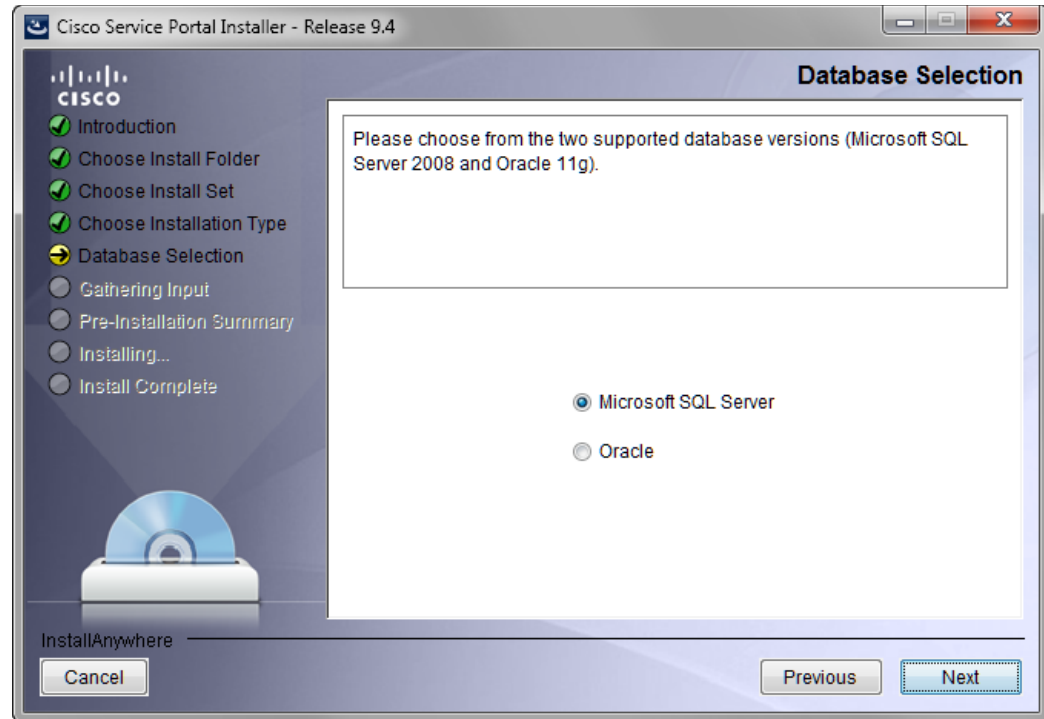 Cisco Service Portal Installer - Release 9.4
CISCO
Database Selection
Introduction
Choose Install Folder
Choose Install Set
Choose Installation Type
Database Selection
Gathering Input
Pre-Installation Summary
Installing...
Install Complete
Please choose from the two supported database versions (Microsoft SQL
Server 2008 and Oracle 11g).
Microsoft SQL Server
Oracle
InstallAnywhere
Cancel
Previous
Next